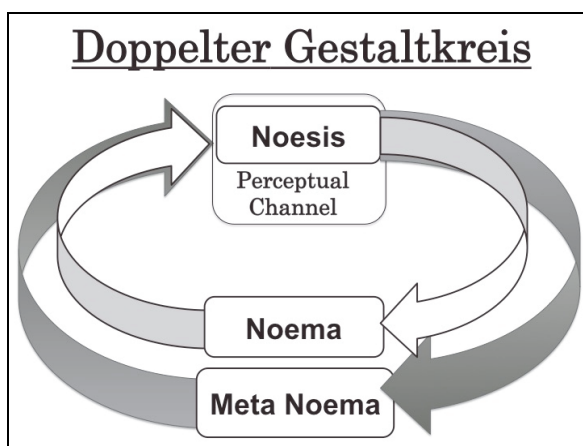 Doppelter Gestaltkreis
Noesis
Perceptual
Channel
Noema
Meta Noema